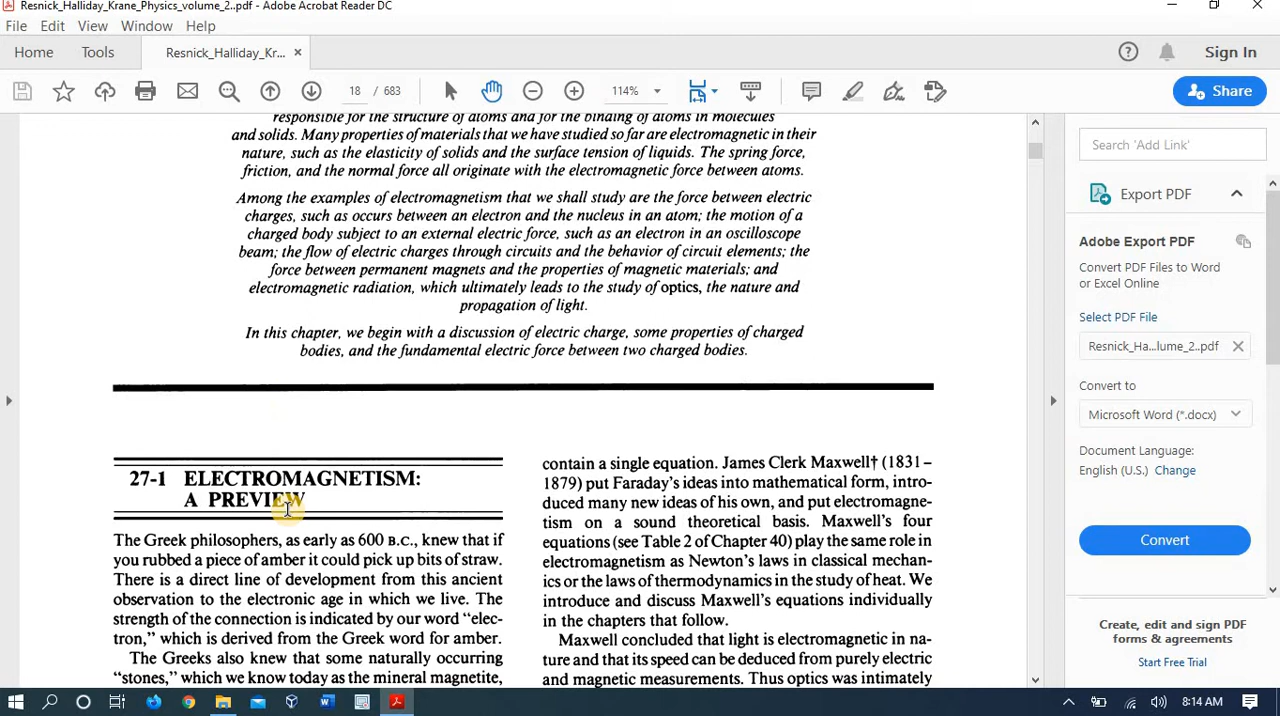 Resnick_Halliday_Krane_Physics_volume_2..pdf - Adobe Acrobat Reader DC
File Edit View Window Help
Home Tools Resnick_Halliday_Kr... × Sign In
18 / 683 114% Share
responsible for the structure of atoms and for the binding of atoms in molecules
and solids. Many properties of materials that we have studied so far are electromagnetic in their
nature, such as the elasticity of solids and the surface tension of liquids. The spring force,
friction, and the normal force all originate with the electromagnetic force between atoms.
Among the examples of electromagnetism that we shall study are the force between electric
charges, such as occurs between an electron and the nucleus in an atom; the motion of a
charged body subject to an external electric force, such as an electron in an oscilloscope
beam; the flow of electric charges through circuits and the behavior of circuit elements; the
force between permanent magnets and the properties of magnetic materials; and
electromagnetic radiation, which ultimately leads to the study of optics, the nature and
propagation of light.
In this chapter, we begin with a discussion of electric charge, some properties of charged
bodies, and the fundamental electric force between two charged bodies.
27-1 ELECTROMAGNETISM:
A PREVIEW
The Greek philosophers, as early as 600 B.C., knew that if
you rubbed a piece of amber it could pick up bits of straw.
There is a direct line of development from this ancient
observation to the electronic age in which we live. The
strength of the connection is indicated by our word “elec-
tron,” which is derived from the Greek word for amber.
The Greeks also knew that some naturally occurring
“stones,” which we know today as the mineral magnetite,
contain a single equation. James Clerk Maxwell† (1831–
1879) put Faraday's ideas into mathematical form, intro-
duced many new ideas of his own, and put electromagne-
tism on a sound theoretical basis. Maxwell's four
equations (see Table 2 of Chapter 40) play the same role in
electromagnetism as Newton's laws in classical mechan-
ics or the laws of thermodynamics in the study of heat. We
introduce and discuss Maxwell's equations individually
in the chapters that follow.
Maxwell concluded that light is electromagnetic in na-
ture and that its speed can be deduced from purely electric
and magnetic measurements. Thus optics was intimately
Search 'Add Link'
Export PDF
Adobe Export PDF
Convert PDF Files to Word
or Excel Online
Select PDF File
Resnick_Ha...lume_2..pdf
Convert to
Microsoft Word (*.docx)
Document Language:
English (U.S.) Change
Convert
Create, edit and sign PDF
forms & agreements
Start Free Trial
8:14 AM